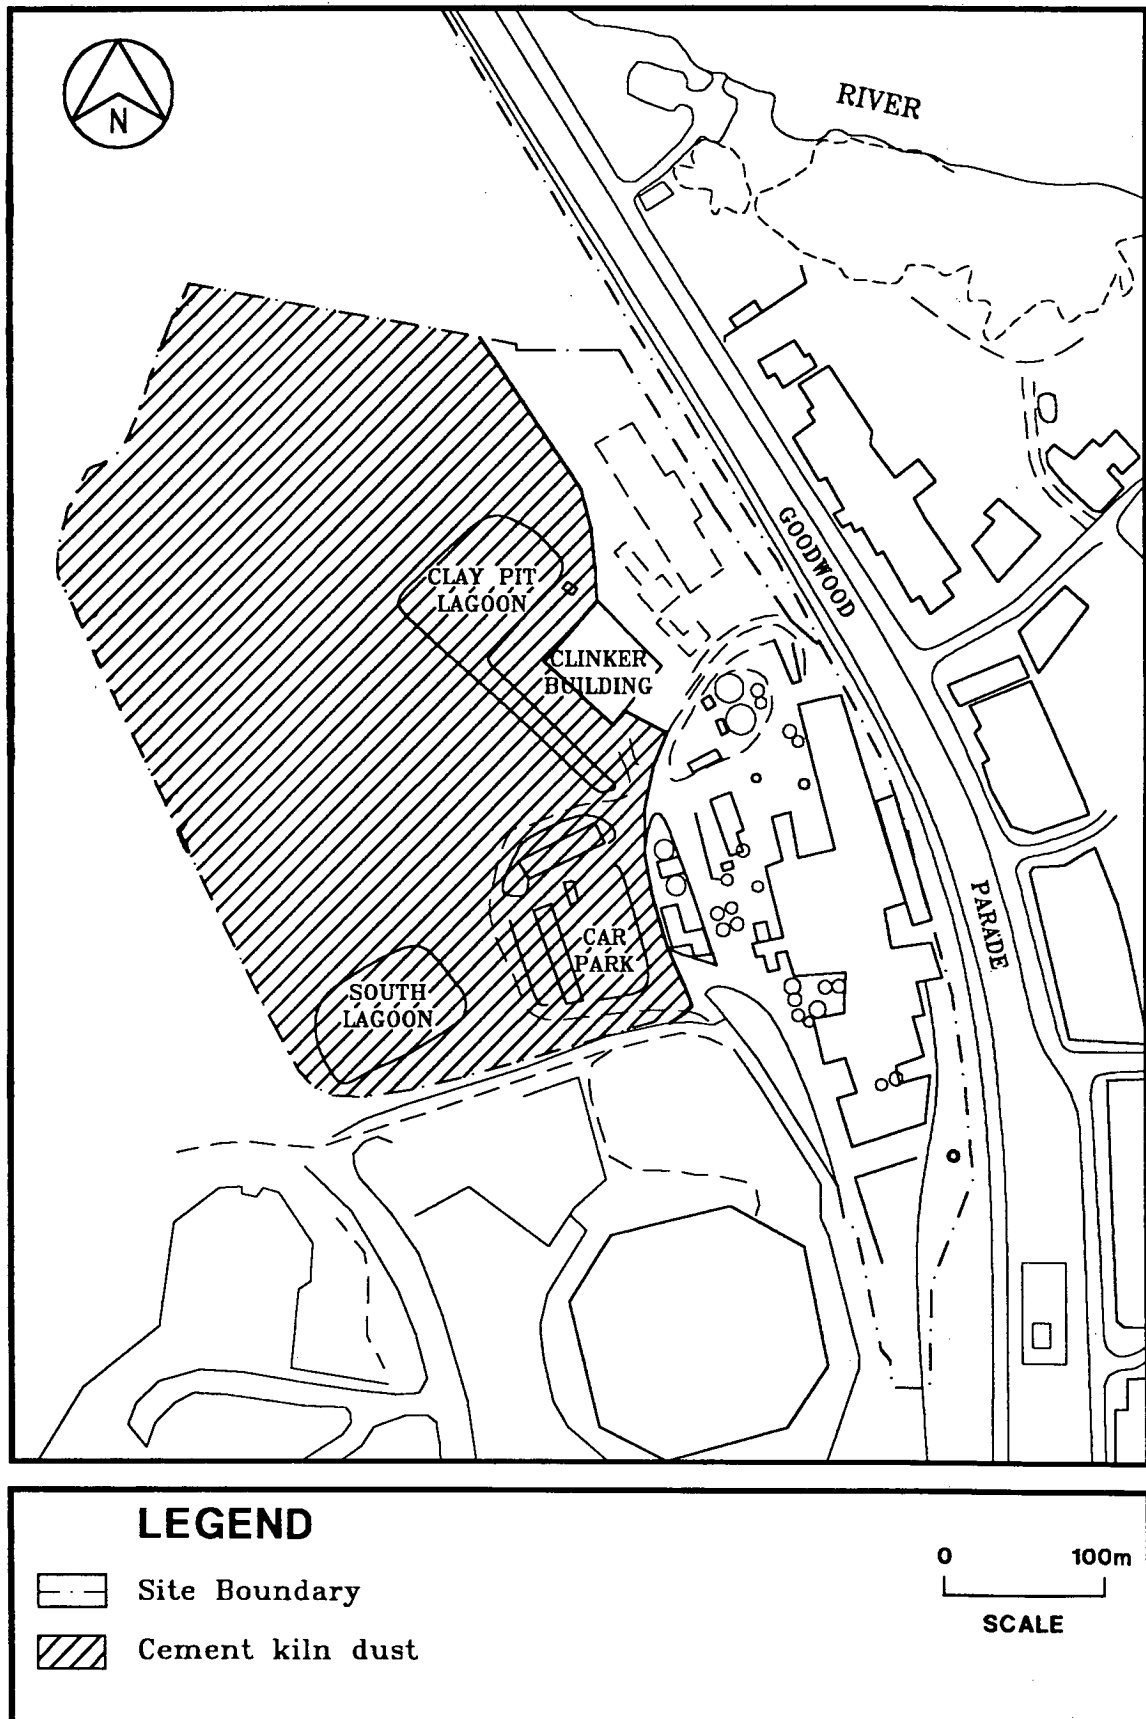 N
RIVER
GOODWOOD
CLAY PIT
LAGOON
CLINKER
BUILDING
PARADE
CAR
PARK
SOUTH
LAGOON
LEGEND
Site Boundary
Cement kiln dust
0 100m
SCALE